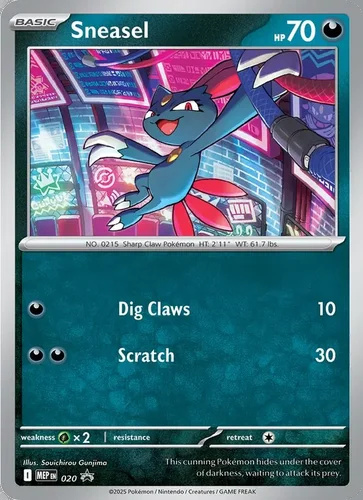 BASIC Sneasel HP 70
NO. 0215 Sharp Claw Pokémon HT: 2'11" WT: 61.7 lbs.
Dig Claws 10
Scratch 30
weakness ×2 resistance retreat
Illus. Souichirou Gunjima
I MEP EN 020
This cunning Pokémon hides under the cover
of darkness, waiting to attack its prey.
©2025 Pokémon / Nintendo / Creatures / GAME FREAK